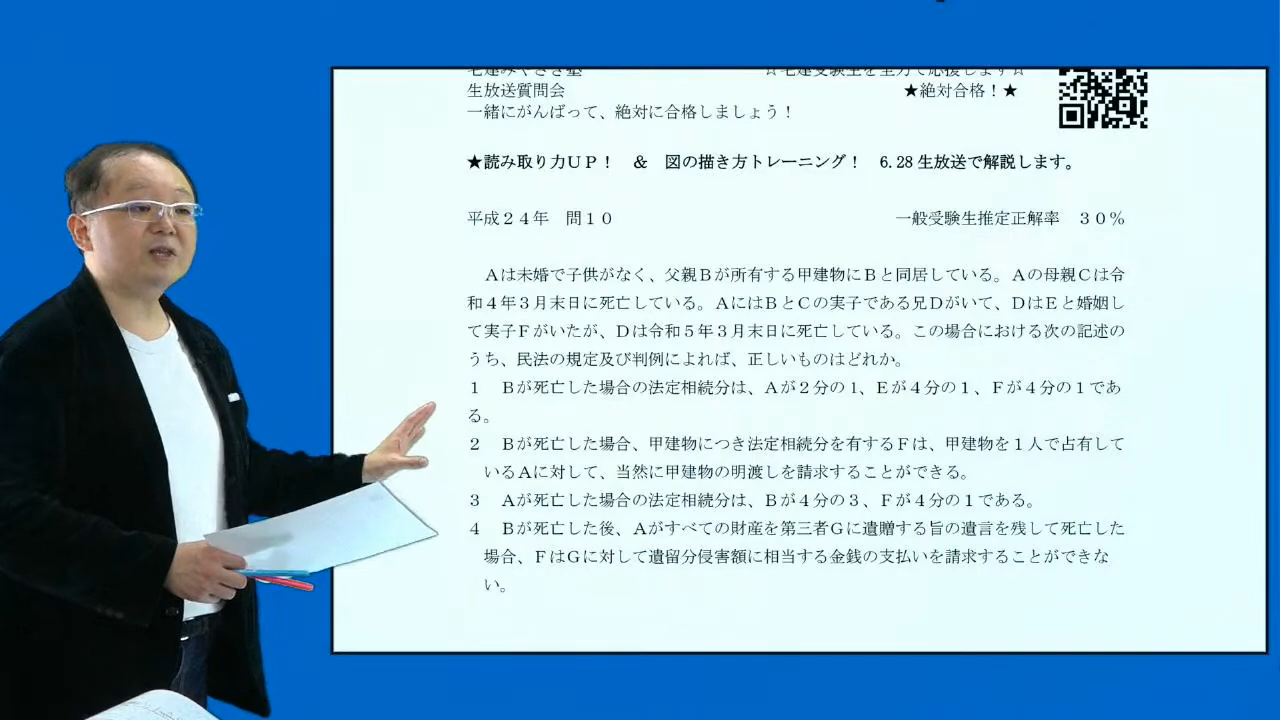 宅建みやざき塾　☆宅建受験生を全力で応援します☆
生放送質問会　★絶対合格！★
一緒にがんばって、絶対に合格しましょう！
★読み取り力ＵＰ！　＆　図の描き方トレーニング！　6.28 生放送で解説します。
平成２４年　問１０　一般受験生推定正解率　３０％
Ａは未婚で子供がなく、父親Ｂが所有する甲建物にＢと同居している。Ａの母親Ｃは令
和４年３月末日に死亡している。ＡにはＢとＣの実子である兄Ｄがいて、ＤはＥと婚姻し
て実子Ｆがいたが、Ｄは令和５年３月末日に死亡している。この場合における次の記述の
うち、民法の規定及び判例によれば、正しいものはどれか。
１　Ｂが死亡した場合の法定相続分は、Ａが２分の１、Ｅが４分の１、Ｆが４分の１であ
る。
２　Ｂが死亡した場合、甲建物につき法定相続分を有するＦは、甲建物を１人で占有して
いるＡに対して、当然に甲建物の明渡しを請求することができる。
３　Ａが死亡した場合の法定相続分は、Ｂが４分の３、Ｆが４分の１である。
４　Ｂが死亡した後、Ａがすべての財産を第三者Ｇに遺贈する旨の遺言を残して死亡した
場合、ＦはＧに対して遺留分侵害額に相当する金銭の支払いを請求することができな
い。